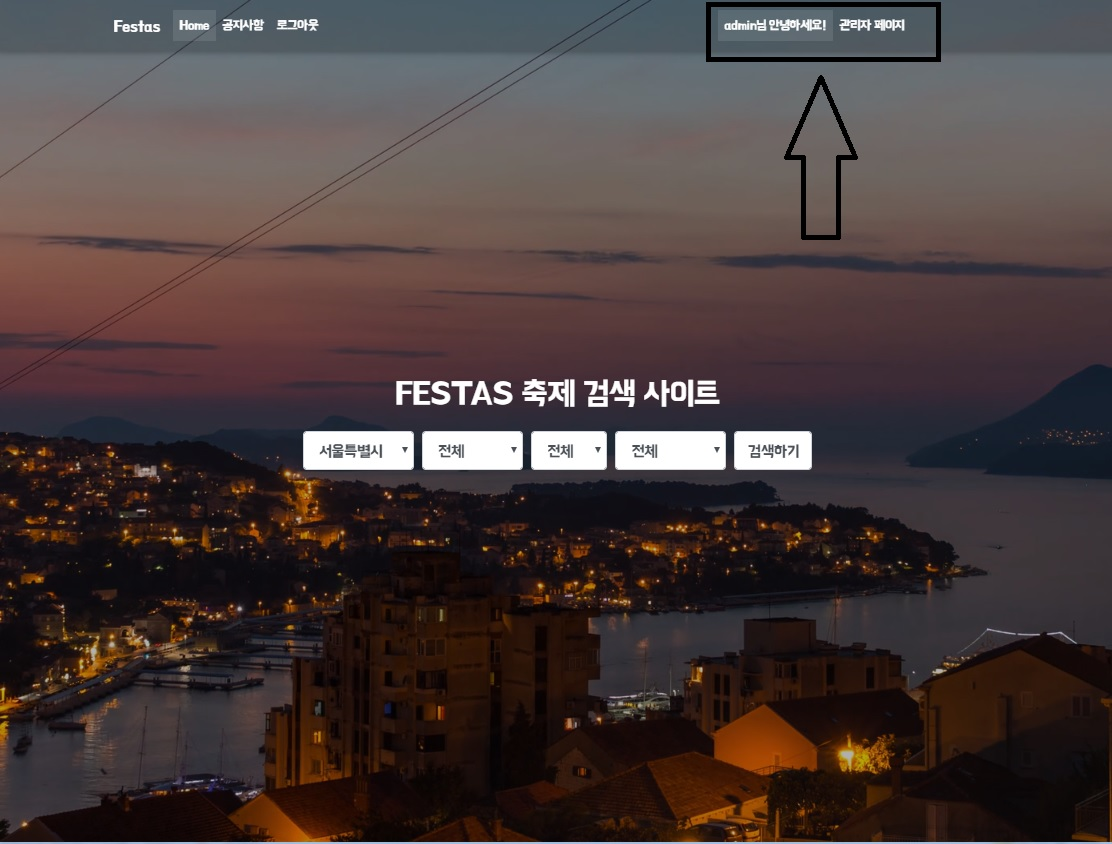 Festas Home 공지사항 로그아웃 admin님 안녕하세요! 관리자 페이지
FESTAS 축제 검색 사이트
서울특별시 전체 전체 전체 검색하기